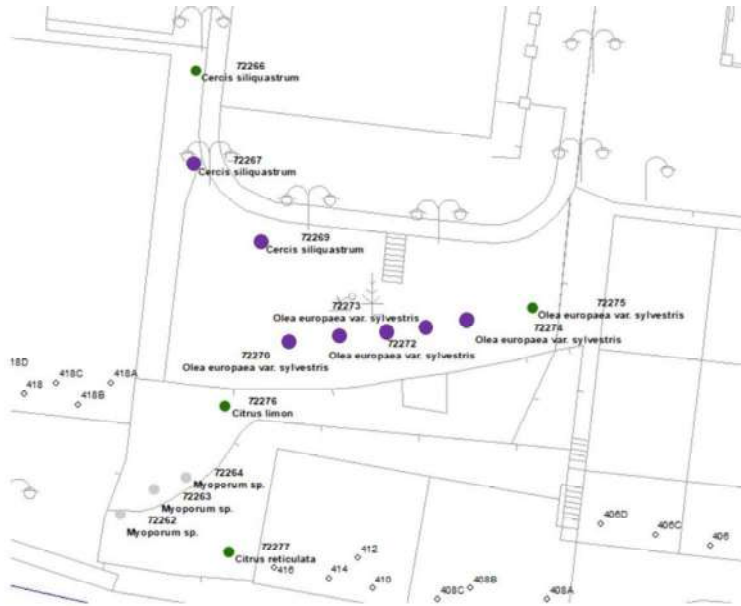 72266
Cercis siliquastrum
72267
Cercis siliquastrum
72269
Cercis siliquastrum
72273
Olea europaea var. sylvestris
72275
Olea europaea var. sylvestris
72274
Olea europaea var. sylvestris
72272
Olea europaea var. sylvestris
72270
Olea europaea var. sylvestris
18D
418C
418A
418
418B
72276
Citrus limon
72264
Myoporum sp.
72263
Myoporum sp.
72262
Myoporum sp.
72277
Citrus reticulata
412
416
414
410
408B
408C
408A
406D
406C
406